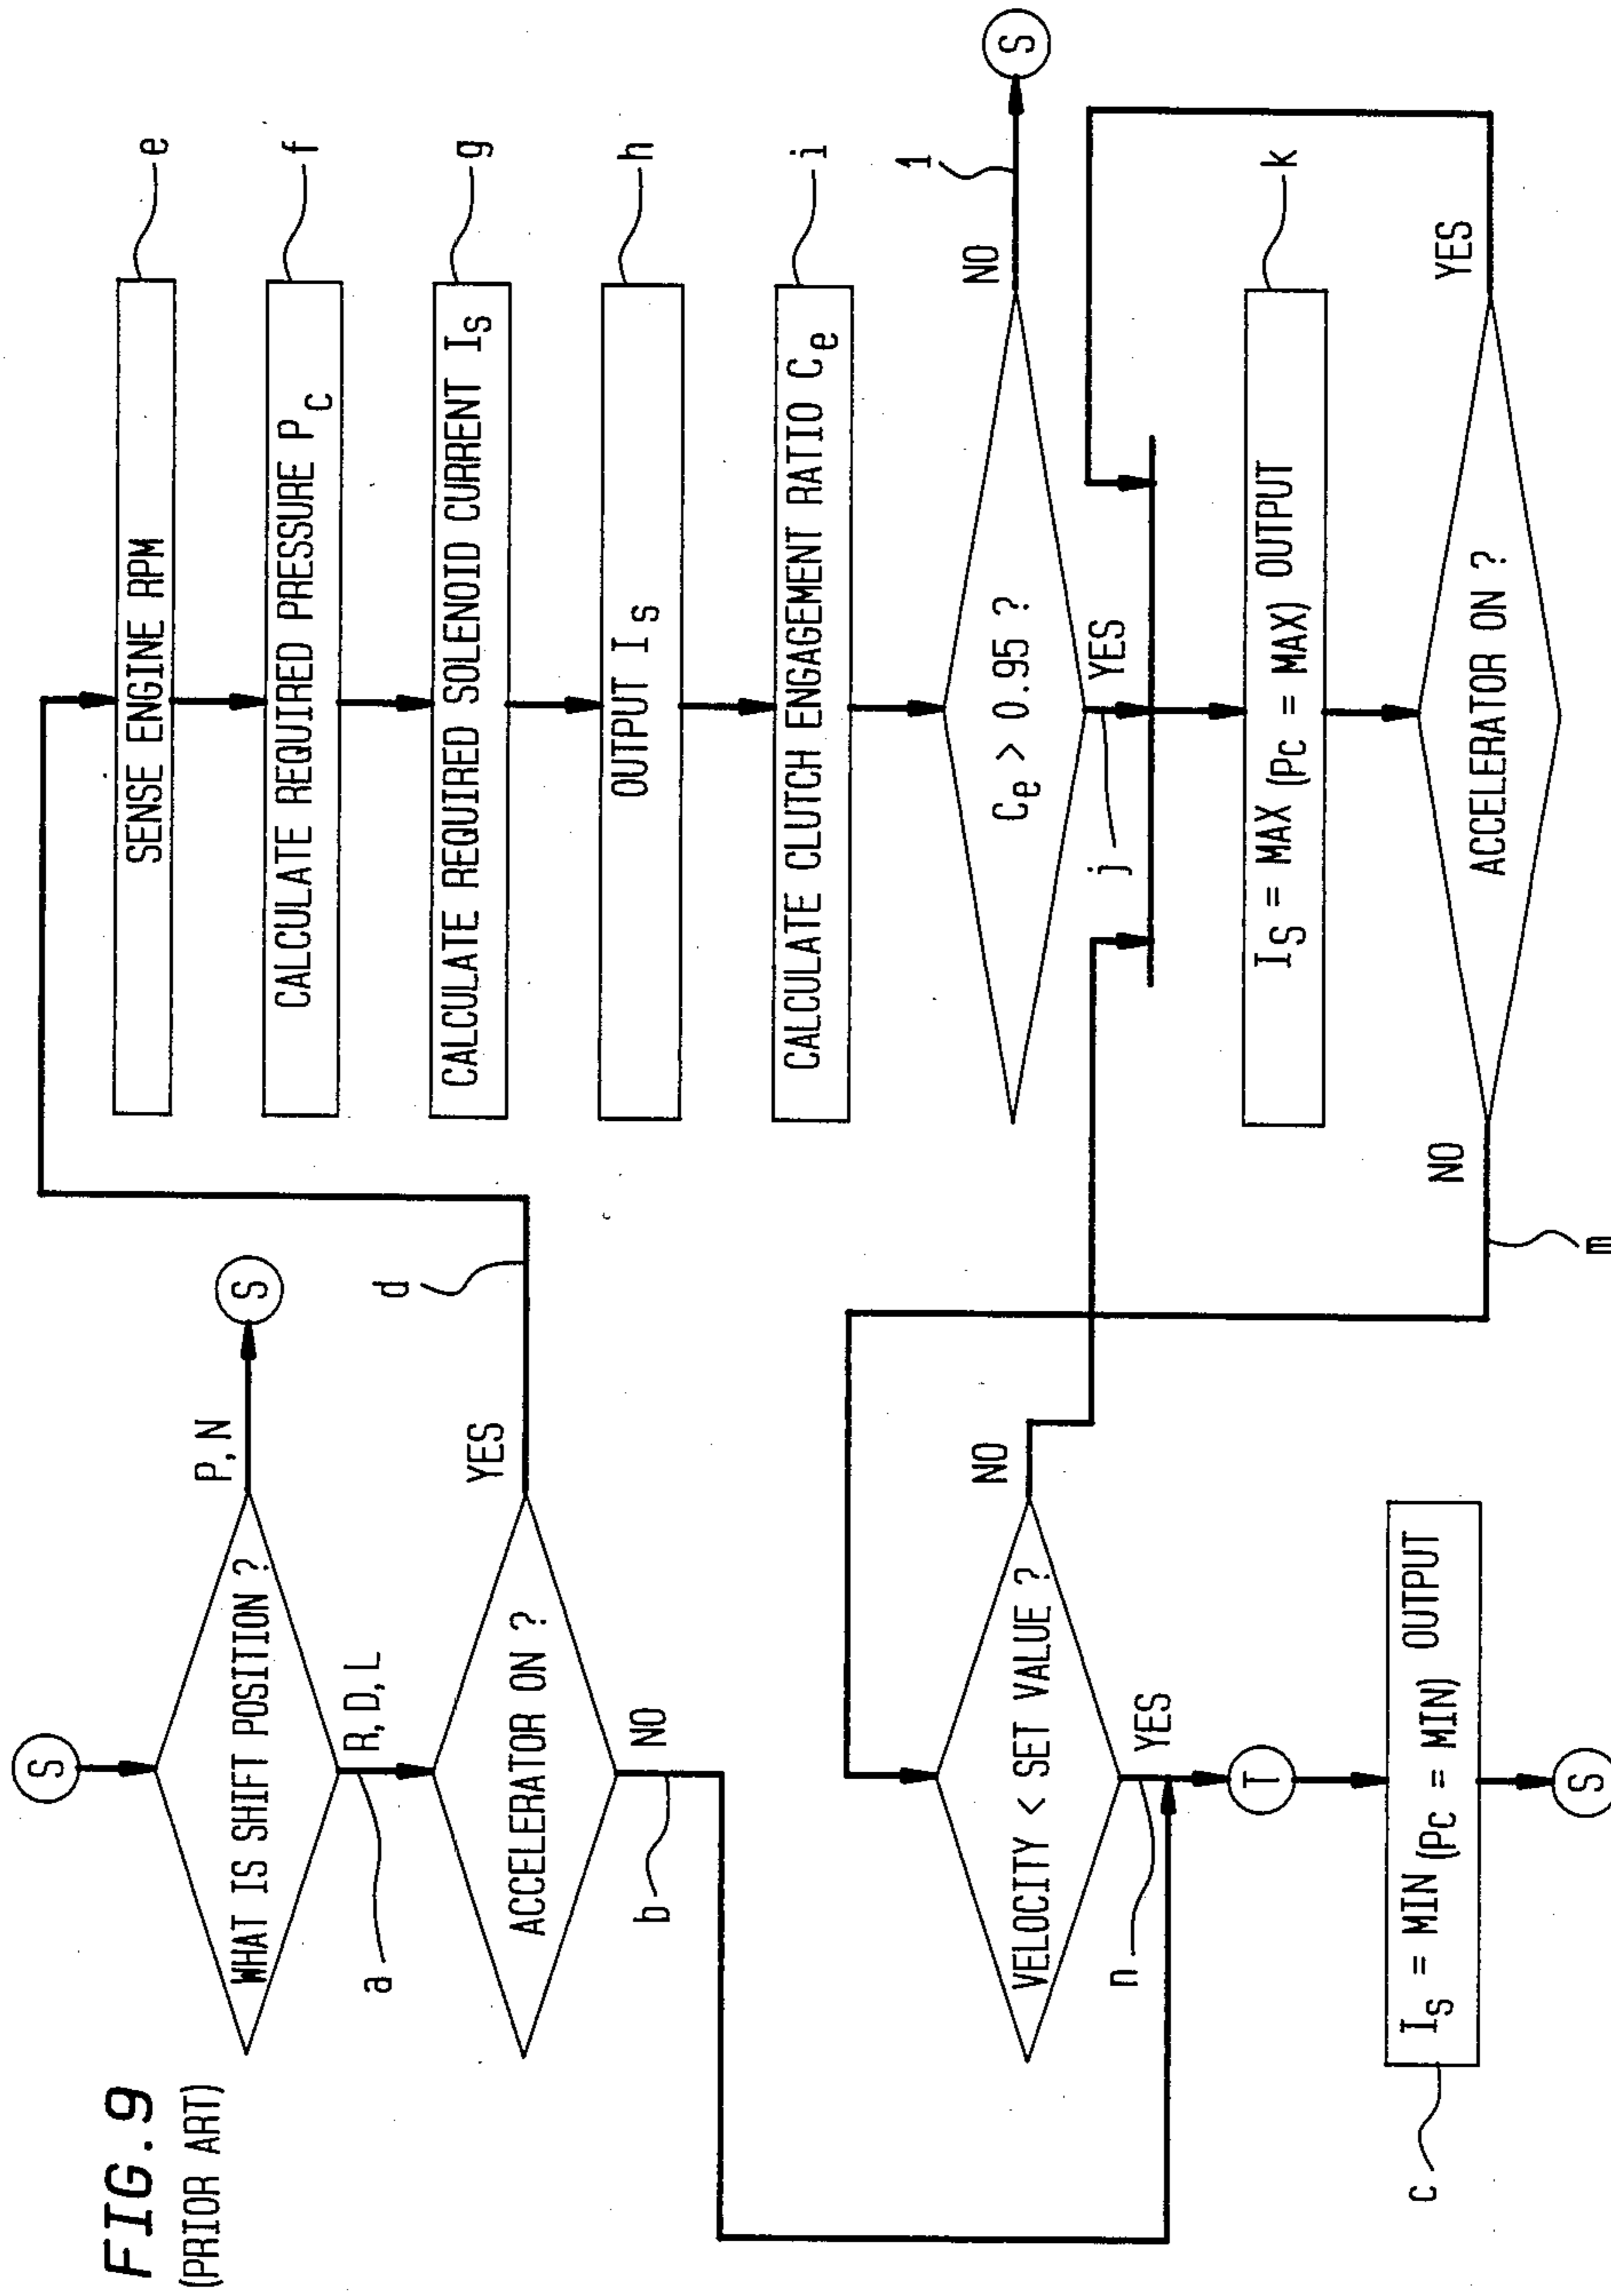 FIG. 9
(PRIOR ART)
S
WHAT IS SHIFT POSITION ?
P, N
S
R, D, L
a
ACCELERATOR ON ?
YES
d
NO
b
VELOCITY < SET VALUE ?
NO
YES
n
T
I_S = MIN (P_C = MIN) OUTPUT
c
S
SENSE ENGINE RPM
e
CALCULATE REQUIRED PRESSURE P_C
f
CALCULATE REQUIRED SOLENOID CURRENT I_S
g
OUTPUT I_S
h
CALCULATE CLUTCH ENGAGEMENT RATIO C_e
i
C_e > 0.95 ?
NO
l
S
YES
j
I_S = MAX (P_C = MAX) OUTPUT
k
ACCELERATOR ON ?
YES
NO
m